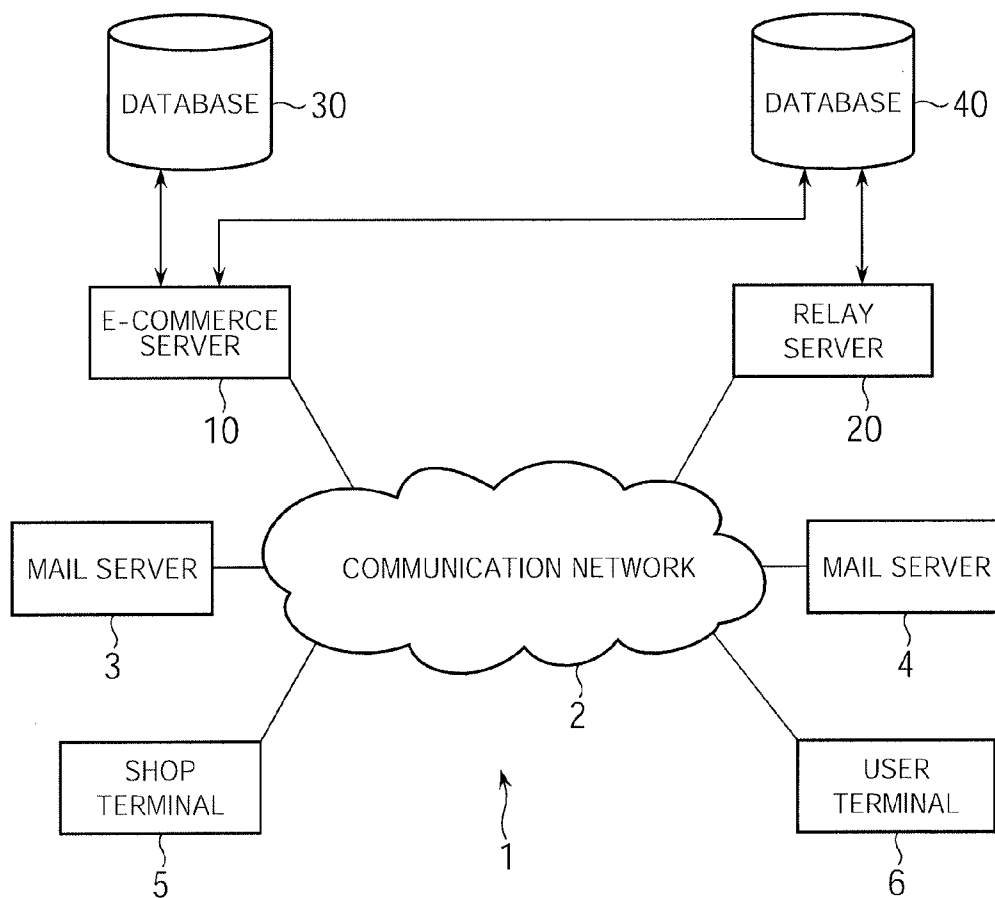 DATABASE
30
DATABASE
40
E-COMMERCE
SERVER
10
RELAY
SERVER
20
MAIL SERVER
3
COMMUNICATION NETWORK
2
MAIL SERVER
4
SHOP
TERMINAL
5
1
USER
TERMINAL
6